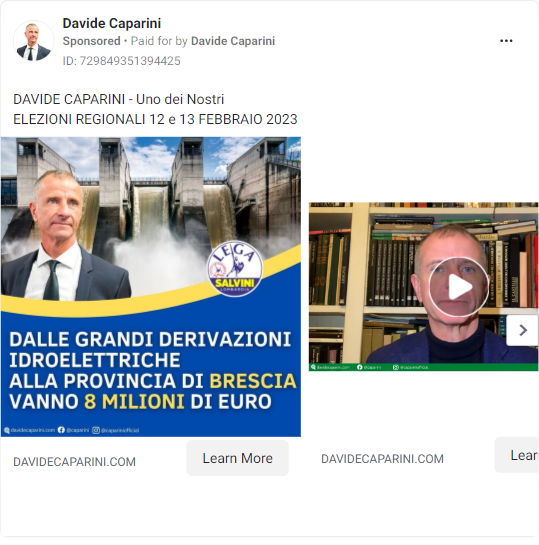 Davide Caparini
Sponsored • Paid for by Davide Caparini
ID: 729849351394425
DAVIDE CAPARINI - Uno dei Nostri
ELEZIONI REGIONALI 12 e 13 FEBBRAIO 2023
LEGA
SALVINI
LOMBARDIA
DALLE GRANDI DERIVAZIONI
IDROELETTRICHE
ALLA PROVINCIA DI BRESCIA
VANNO 8 MILIONI DI EURO
davidecaparini.com @caparini @capariniofficial
davidecaparini.com @caparini @capariniofficial
DAVIDECAPARINI.COM
Learn More
DAVIDECAPARINI.COM
Lear